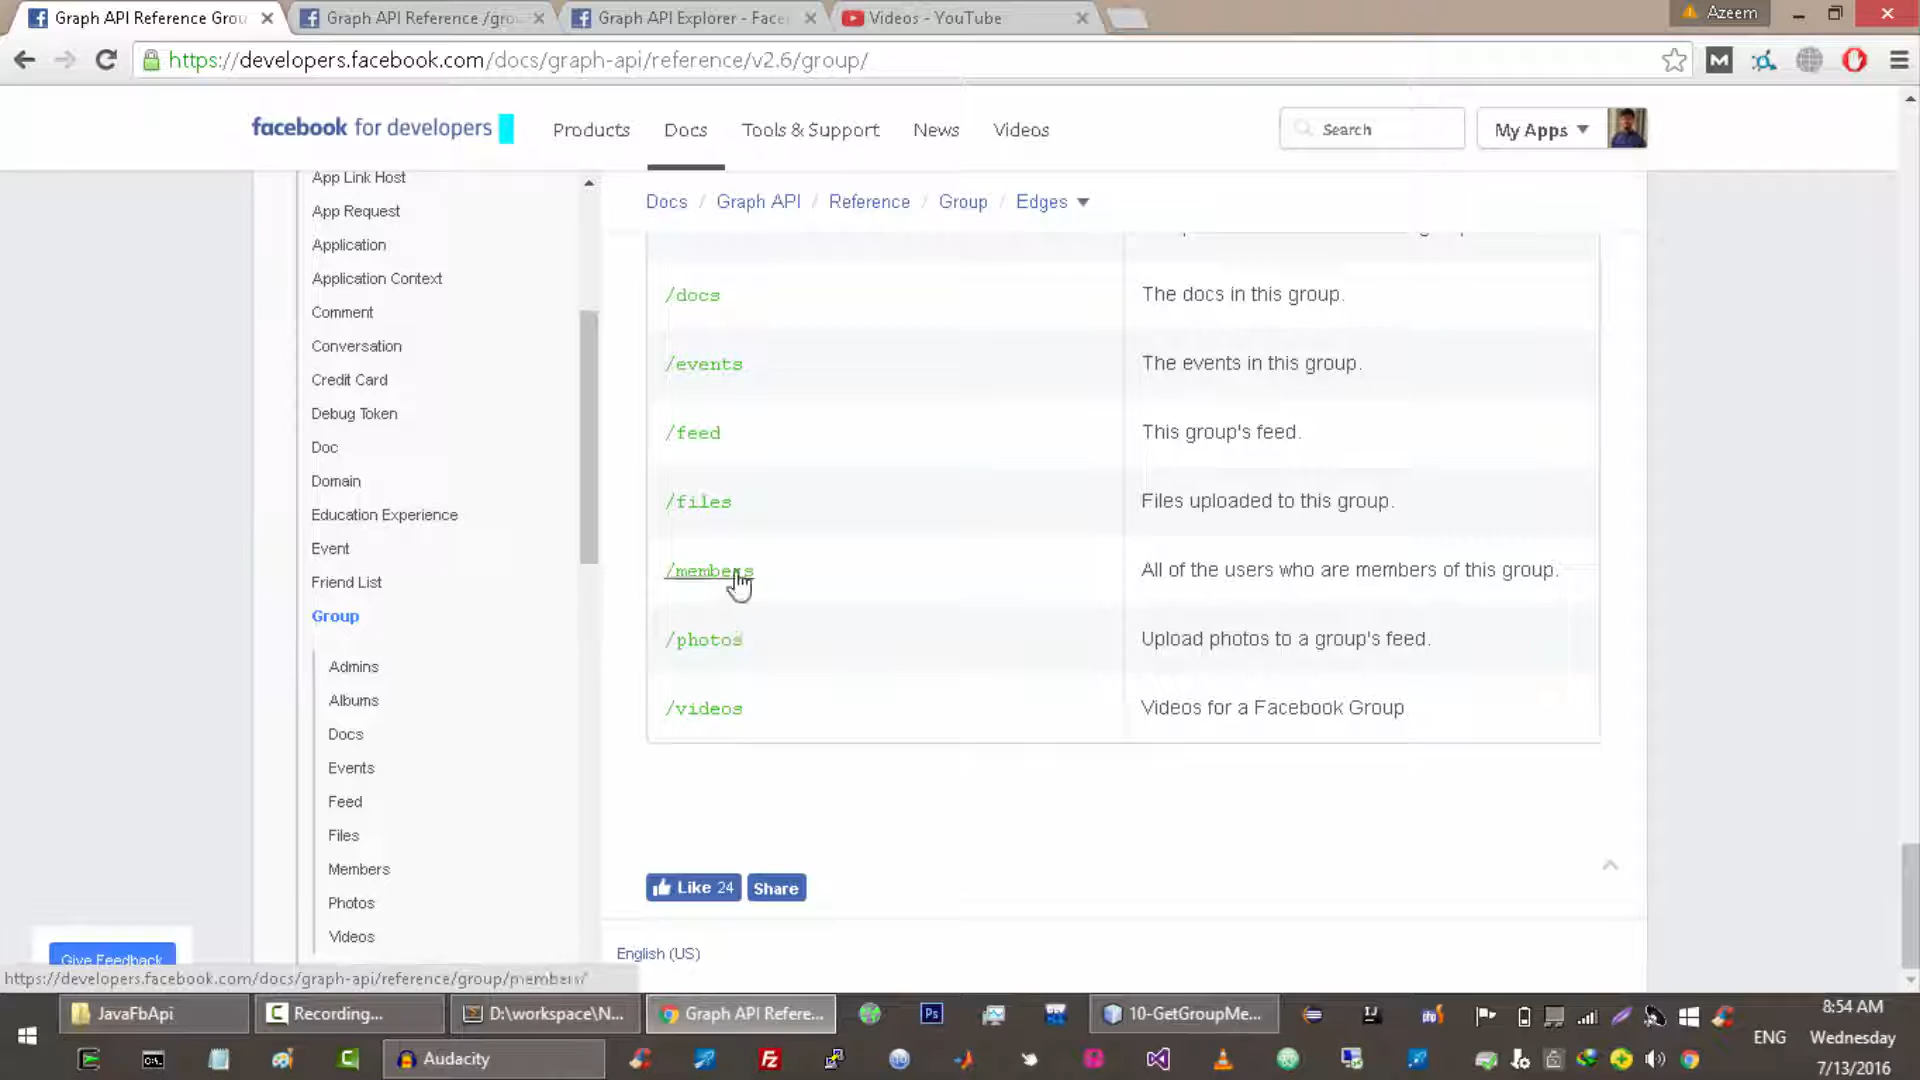 Graph API Reference Grou
Graph API Reference /grou
Graph API Explorer - Face
Videos - YouTube
Azeem
https://developers.facebook.com/docs/graph-api/reference/v2.6/group/
facebook for developers
Products
Docs
Tools & Support
News
Videos
Search
My Apps
Docs / Graph API / Reference / Group / Edges
App Link Host
App Request
Application
Application Context
Comment
Conversation
Credit Card
Debug Token
Doc
Domain
Education Experience
Event
Friend List
Group
Admins
Albums
Docs
Events
Feed
Files
Members
Photos
Videos
/docs The docs in this group.
/events The events in this group.
/feed This group's feed.
/files Files uploaded to this group.
/members All of the users who are members of this group.
/photos Upload photos to a group's feed.
/videos Videos for a Facebook Group
Like 24
Share
English (US)
Give Feedback
https://developers.facebook.com/docs/graph-api/reference/group/members/
JavaFbApi
Recording...
D:\workspace\N...
Graph API Refere...
Ps
10-GetGroupMe...
Audacity
ENG
8:54 AM
Wednesday
7/13/2016